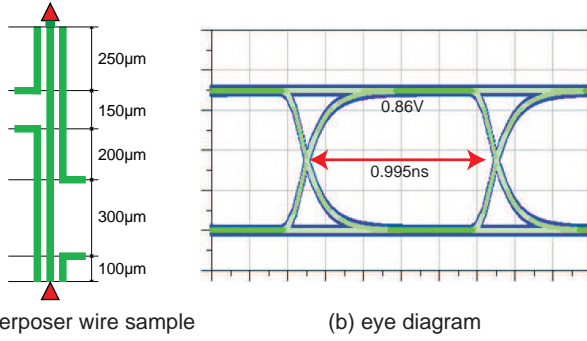 250µm
150µm
200µm
300µm
100µm
0.86V
0.995ns
erposer wire sample
(b) eye diagram